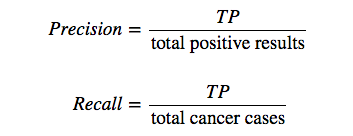 Precision = TP / total positive results
Recall = TP / total cancer cases